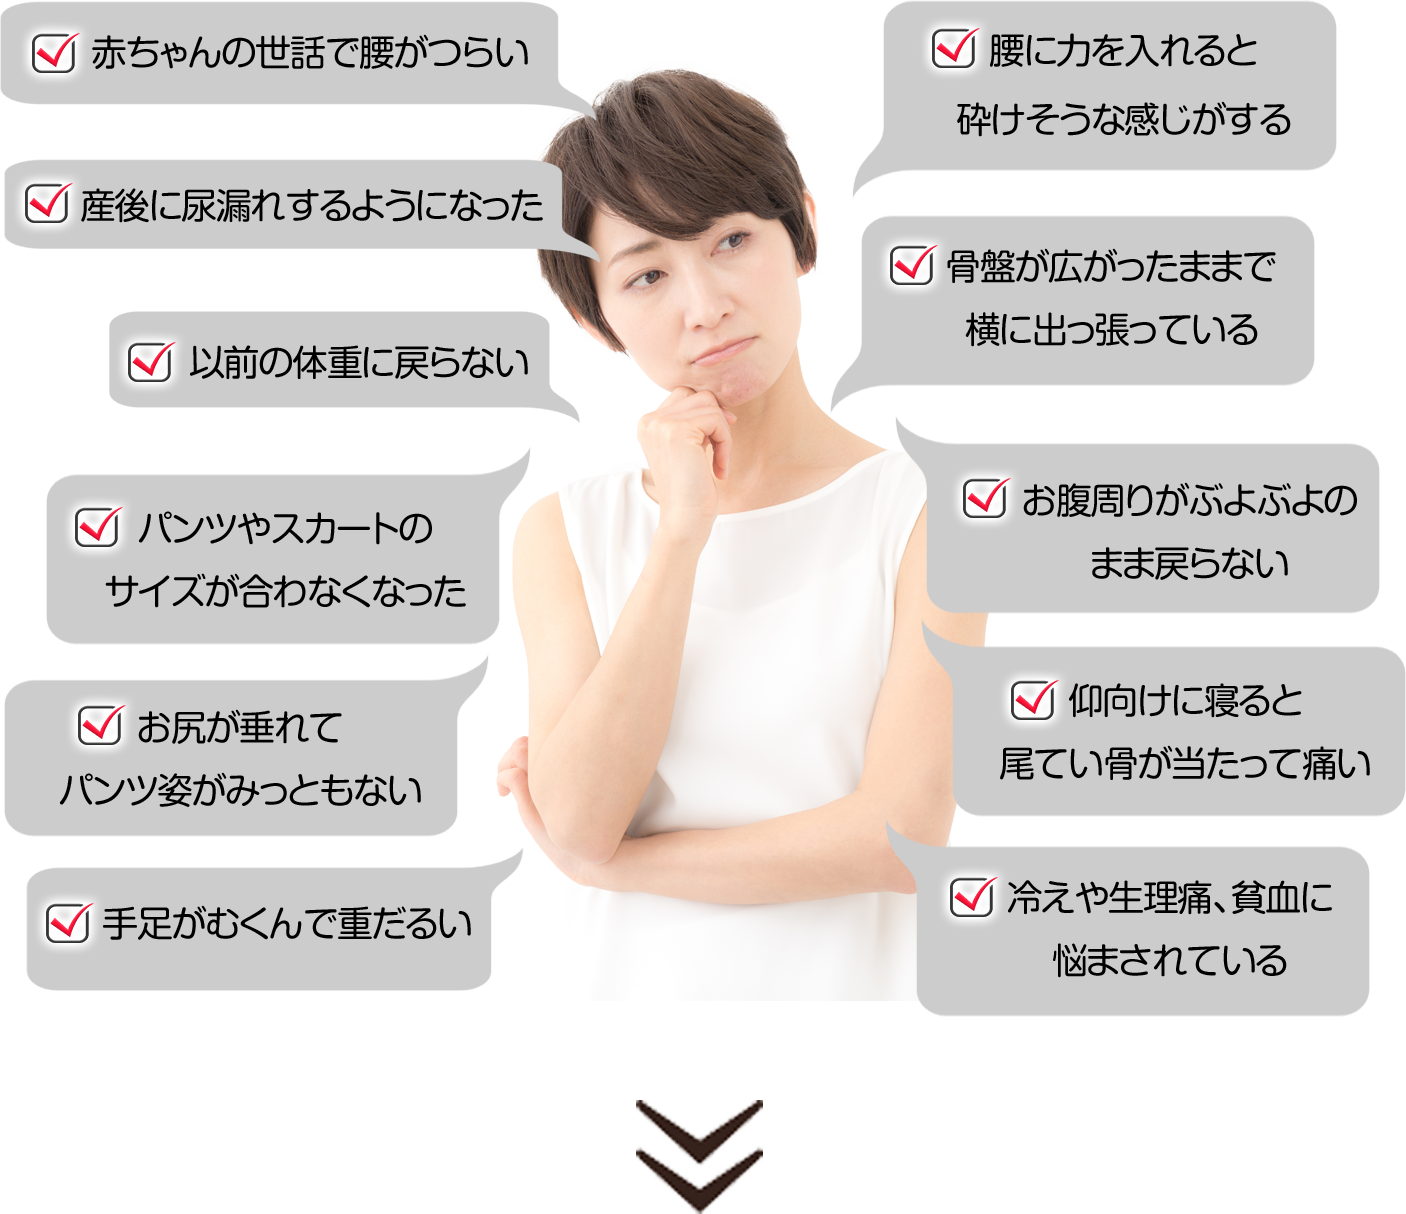 赤ちゃんの世話で腰がつらい
産後に尿漏れするようになった
以前の体重に戻らない
パンツやスカートの
サイズが合わなくなった
お尻が垂れて
パンツ姿がみっともない
手足がむくんで重だるい
腰に力を入れると
砕けそうな感じがする
骨盤が広がったままで
横に出っ張っている
お腹周りがぶよぶよの
まま戻らない
仰向けに寝ると
尾てい骨が当たって痛い
冷えや生理痛、貧血に
悩まされている